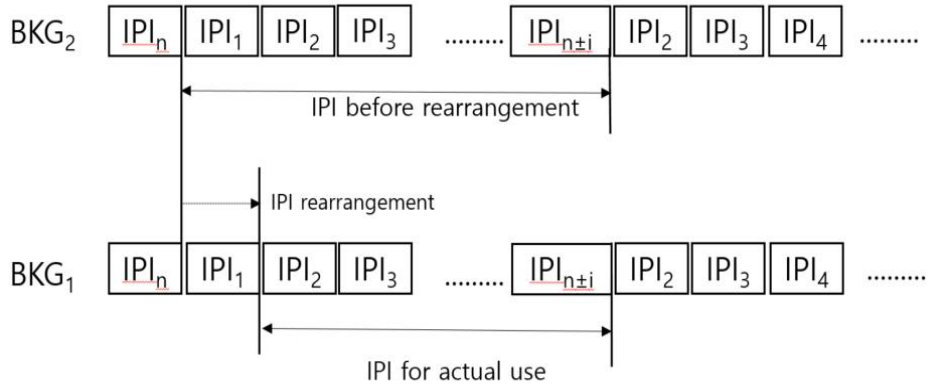 BKG₂ IPIₙ IPI₁ IPI₂ IPI₃ ......... IPIₙ±ᵢ IPI₂ IPI₃ IPI₄ .........
IPI before rearrangement
IPI rearrangement
BKG₁ IPIₙ IPI₁ IPI₂ IPI₃ ......... IPIₙ±ᵢ IPI₂ IPI₃ IPI₄ .........
IPI for actual use